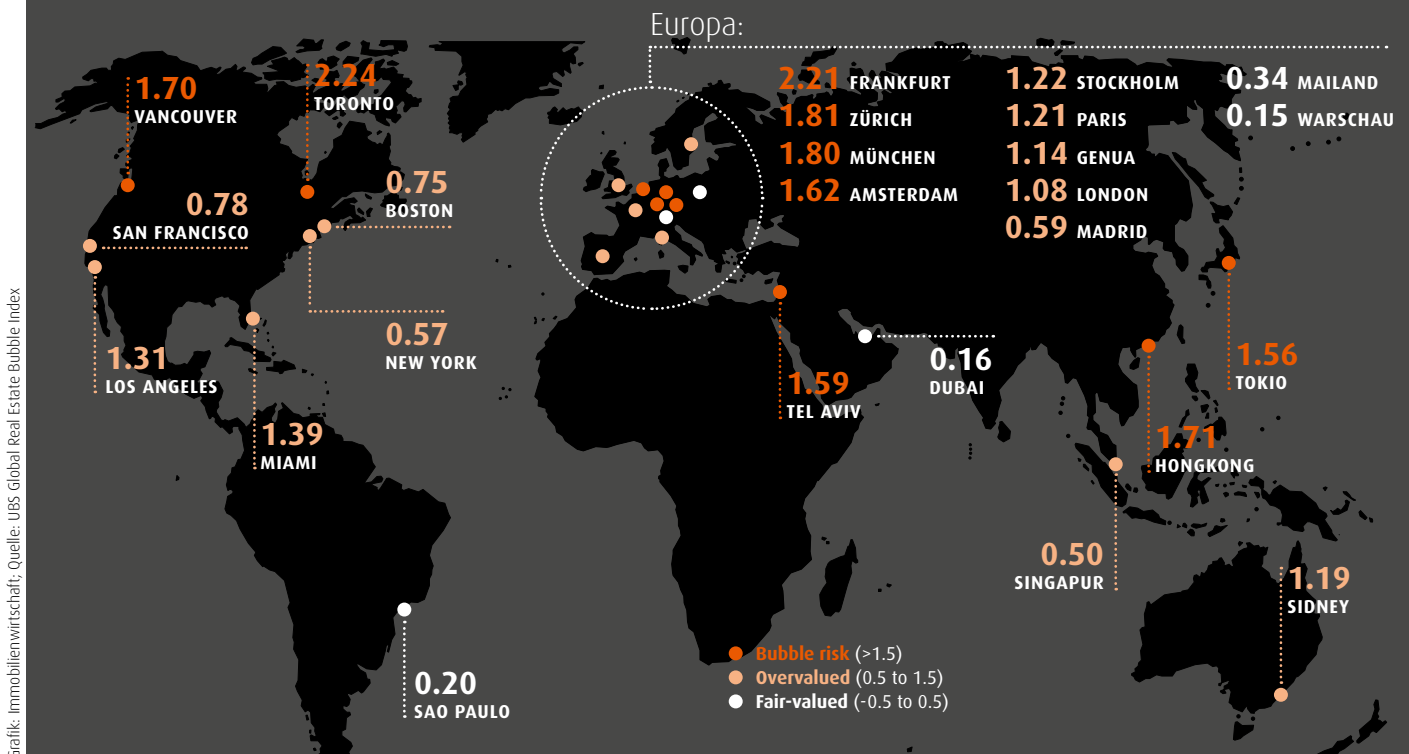 Europa:
1.70
VANCOUVER
2.24
TORONTO
0.78
SAN FRANCISCO
0.75
BOSTON
1.31
LOS ANGELES
1.39
MIAMI
0.57
NEW YORK
0.20
SAO PAULO
2.21 FRANKFURT
1.81 ZÜRICH
1.80 MÜNCHEN
1.62 AMSTERDAM
1.22 STOCKHOLM
1.21 PARIS
1.14 GENUA
1.08 LONDON
0.59 MADRID
0.34 MAILAND
0.15 WARSCHAU
1.59
TEL AVIV
0.16
DUBAI
1.56
TOKIO
1.71
HONGKONG
0.50
SINGAPUR
1.19
SIDNEY
Bubble risk (>1.5)
Overvalued (0.5 to 1.5)
Fair-valued (-0.5 to 0.5)
Grafik: Immobilienwirtschaft; Quelle: UBS Global Real Estate Bubble Index